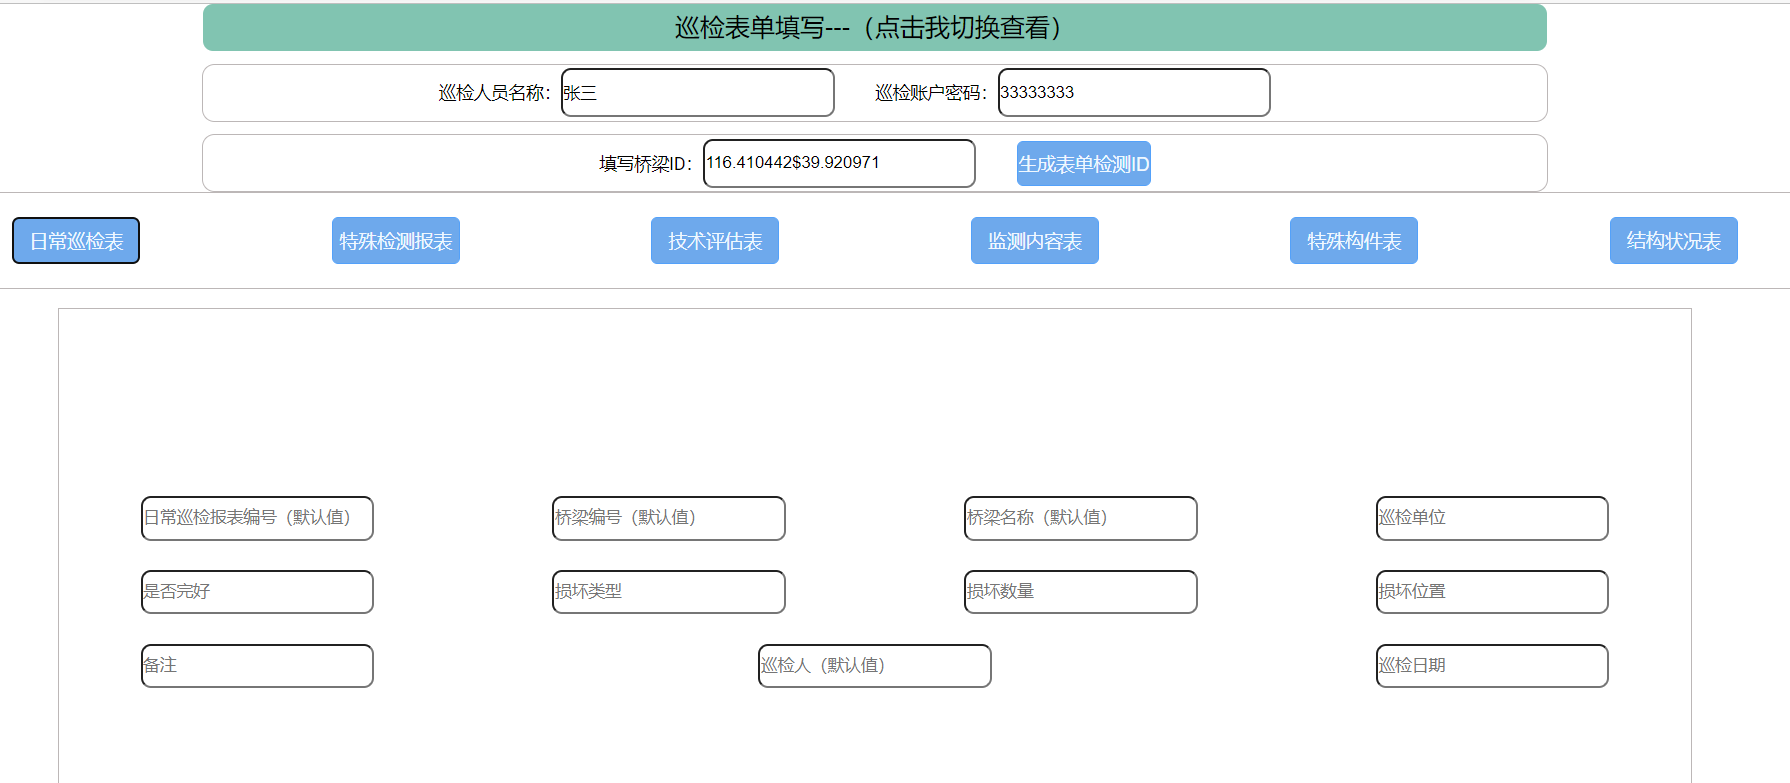 巡检表单填写---（点击我切换查看）
巡检人员名称：张三 巡检账户密码：33333333
填写桥梁ID：116.410442$39.920971 生成表单检测ID
日常巡检表 特殊检测报表 技术评估表 监测内容表 特殊构件表 结构状况表
日常巡检报表编号（默认值） 桥梁编号（默认值） 桥梁名称（默认值） 巡检单位
是否完好 损坏类型 损坏数量 损坏位置
备注 巡检人（默认值） 巡检日期